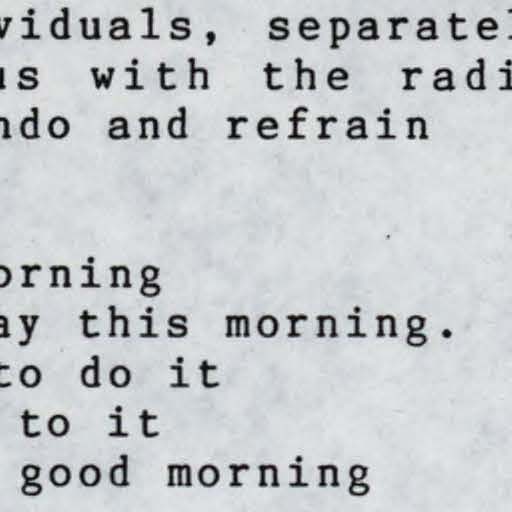 viduals, separatel
us with the radi
ndo and refrain
orning
ay this morning.
to do it
to it
good morning